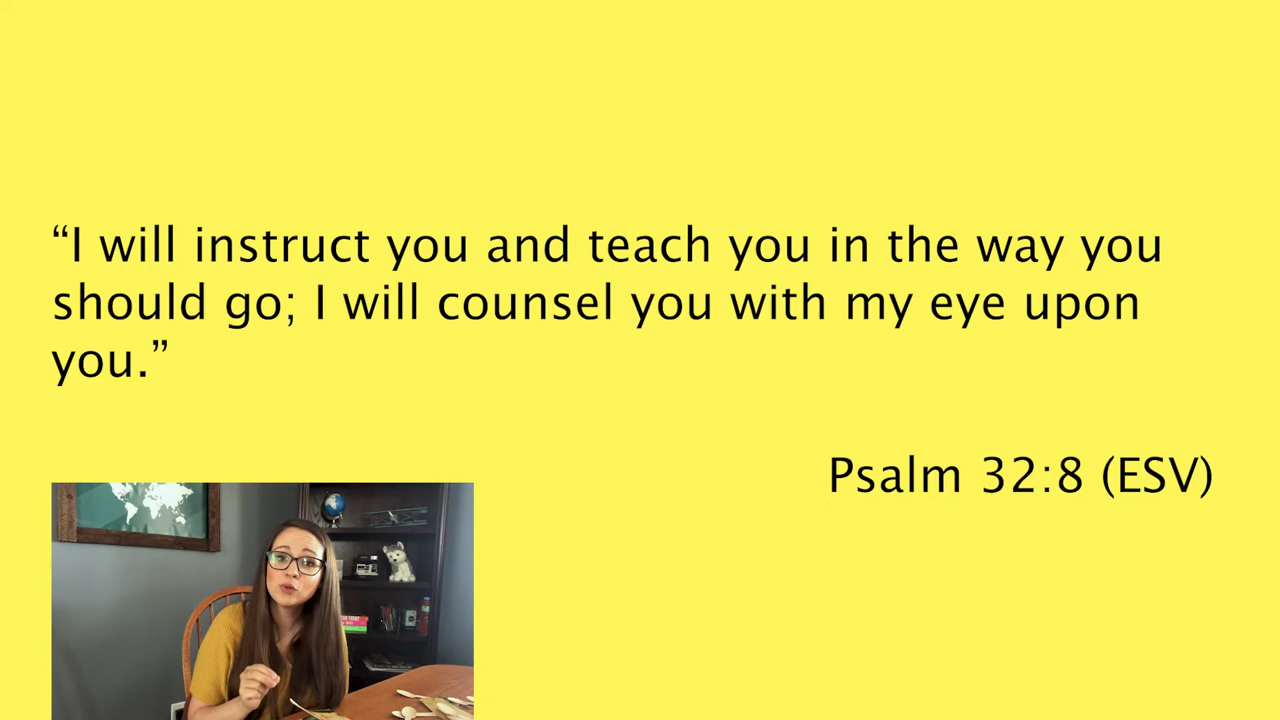 “I will instruct you and teach you in the way you
should go; I will counsel you with my eye upon
you.”
Psalm 32:8 (ESV)